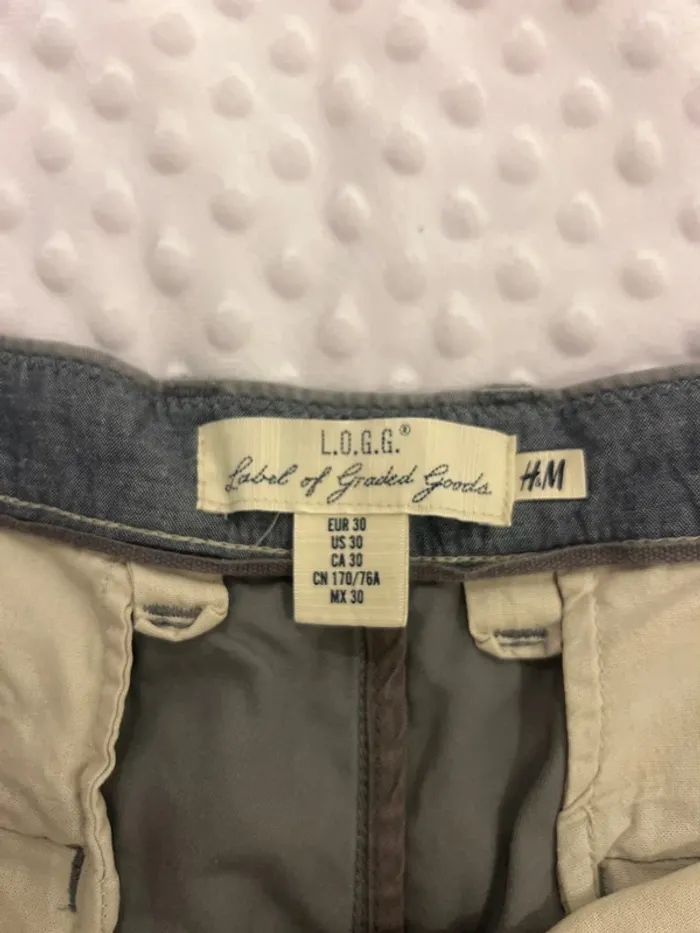 L.O.G.G.®
Label of Graded Goods
H&M
EUR 30
US 30
CA 30
CN 170/76A
MX 30